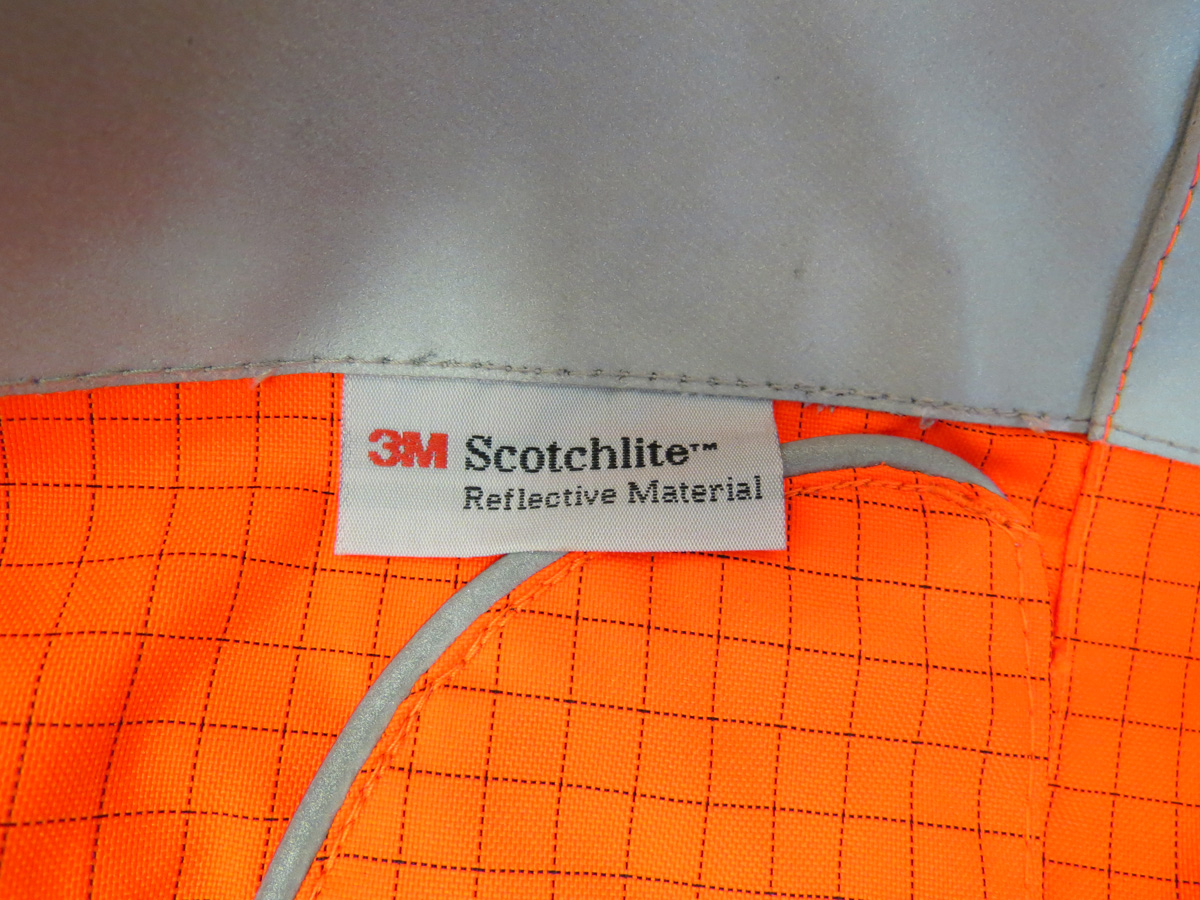 3M Scotchlite™
Reflective Material